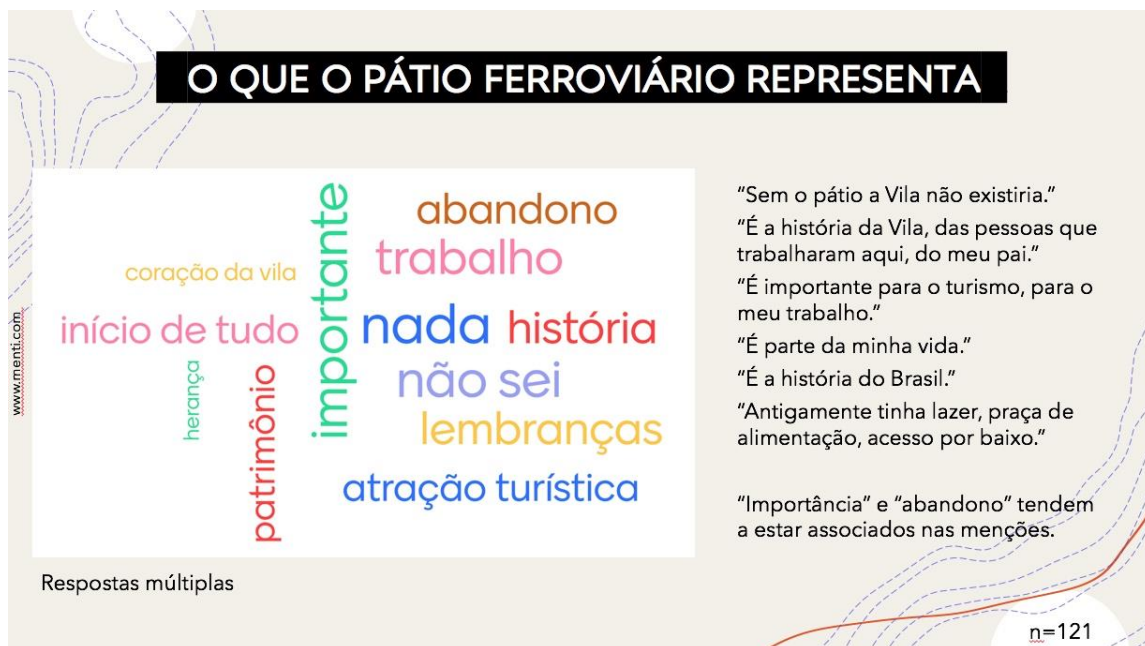 O QUE O PÁTIO FERROVIÁRIO REPRESENTA
www.menti.com
importante
abandono
trabalho
coração da vila
início de tudo
nada
história
herança
patrimônio
não sei
lembranças
atração turística
Respostas múltiplas
“Sem o pátio a Vila não existiria.”
“É a história da Vila, das pessoas que
trabalharam aqui, do meu pai.”
“É importante para o turismo, para o
meu trabalho.”
“É parte da minha vida.”
“É a história do Brasil.”
“Antigamente tinha lazer, praça de
alimentação, acesso por baixo.”
“Importância” e “abandono” tendem
a estar associados nas menções.
n=121